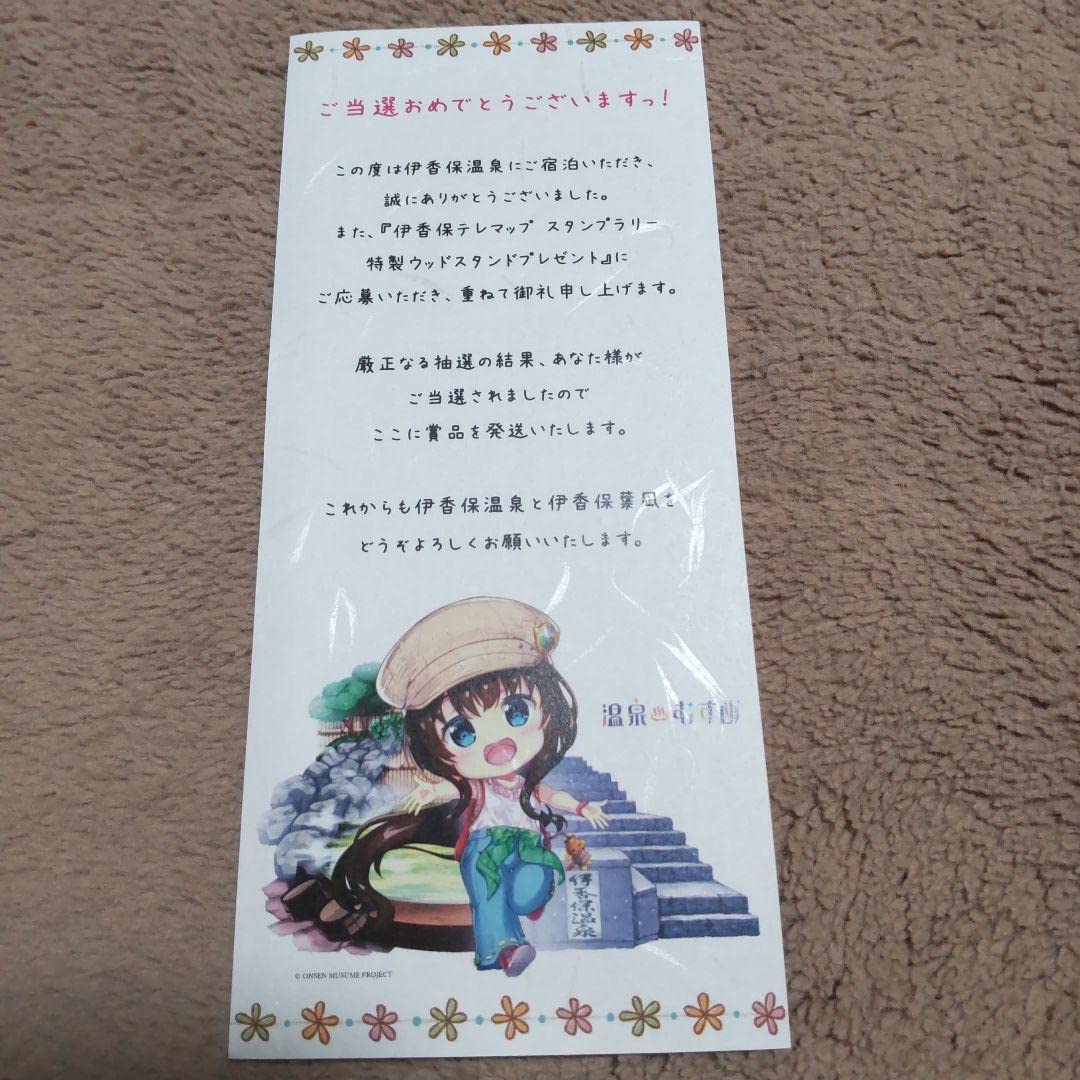 ご当選おめでとうございますっ!
この度は伊香保温泉にご宿泊いただき、
誠にありがとうございました。
また、『伊香保テレマップ スタンプラリー
特製ウッドスタンドプレゼント』に
ご応募いただき、重ねて御礼申し上げます。
厳正なる抽選の結果、あなた様が
ご当選されましたので
ここに賞品を発送いたします。
これからも伊香保温泉と伊香保葉凪を
どうぞよろしくお願いいたします。
温泉むすめ
伊香保温泉
© ONSEN MUSUME PROJECT